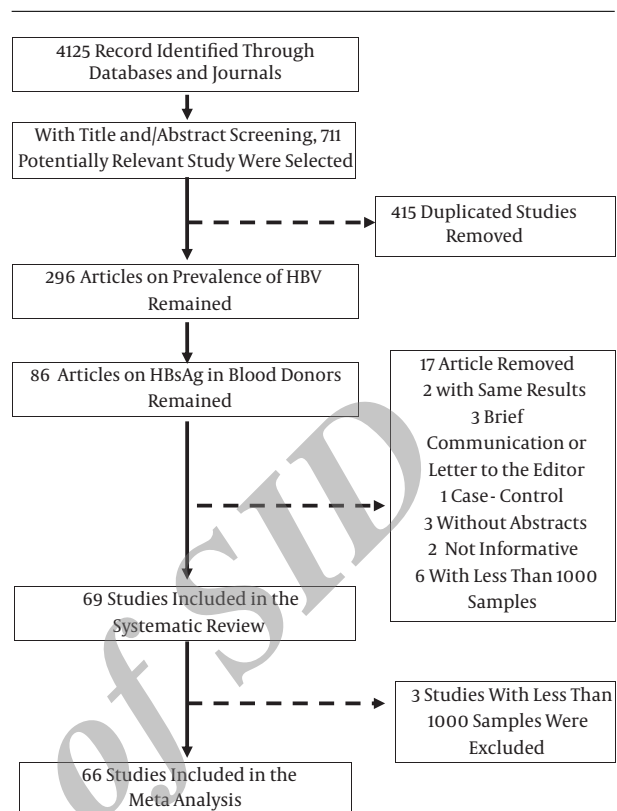 4125 Record Identified Through
Databases and Journals
With Title and/Abstract Screening, 711
Potentially Relevant Study Were Selected
415 Duplicated Studies
Removed
296 Articles on Prevalence of HBV
Remained
86 Articles on HBsAg in Blood Donors
Remained
17 Article Removed
2 with Same Results
3 Brief
Communication or
Letter to the Editor
1 Case- Control
3 Without Abstracts
2 Not Informative
6 With Less Than 1000
Samples
69 Studies Included in the
Systematic Review
3 Studies With Less Than
1000 Samples Were
Excluded
66 Studies Included in the
Meta Analysis
of SID